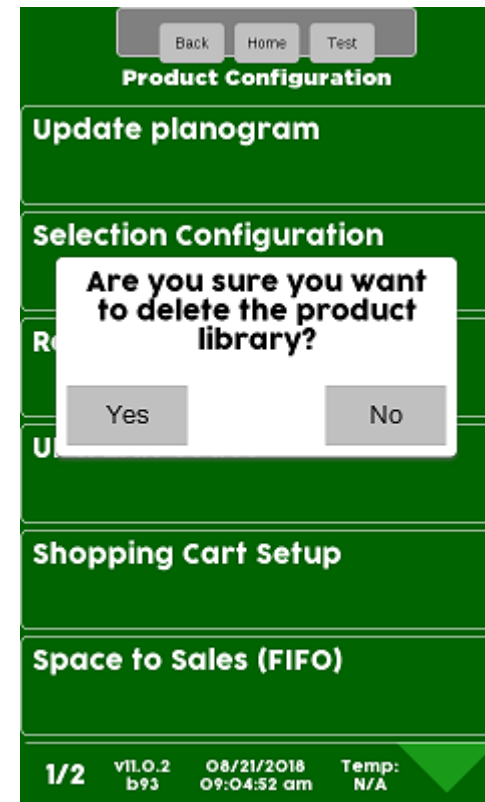 Back Home Test
Product Configuration
Update planogram
Selection Configuration
Are you sure you want
to delete the product
library?
Yes No
Shopping Cart Setup
Space to Sales (FIFO)
1/2 v11.0.2 08/21/2018 Temp:
b93 09:04:52 am N/A